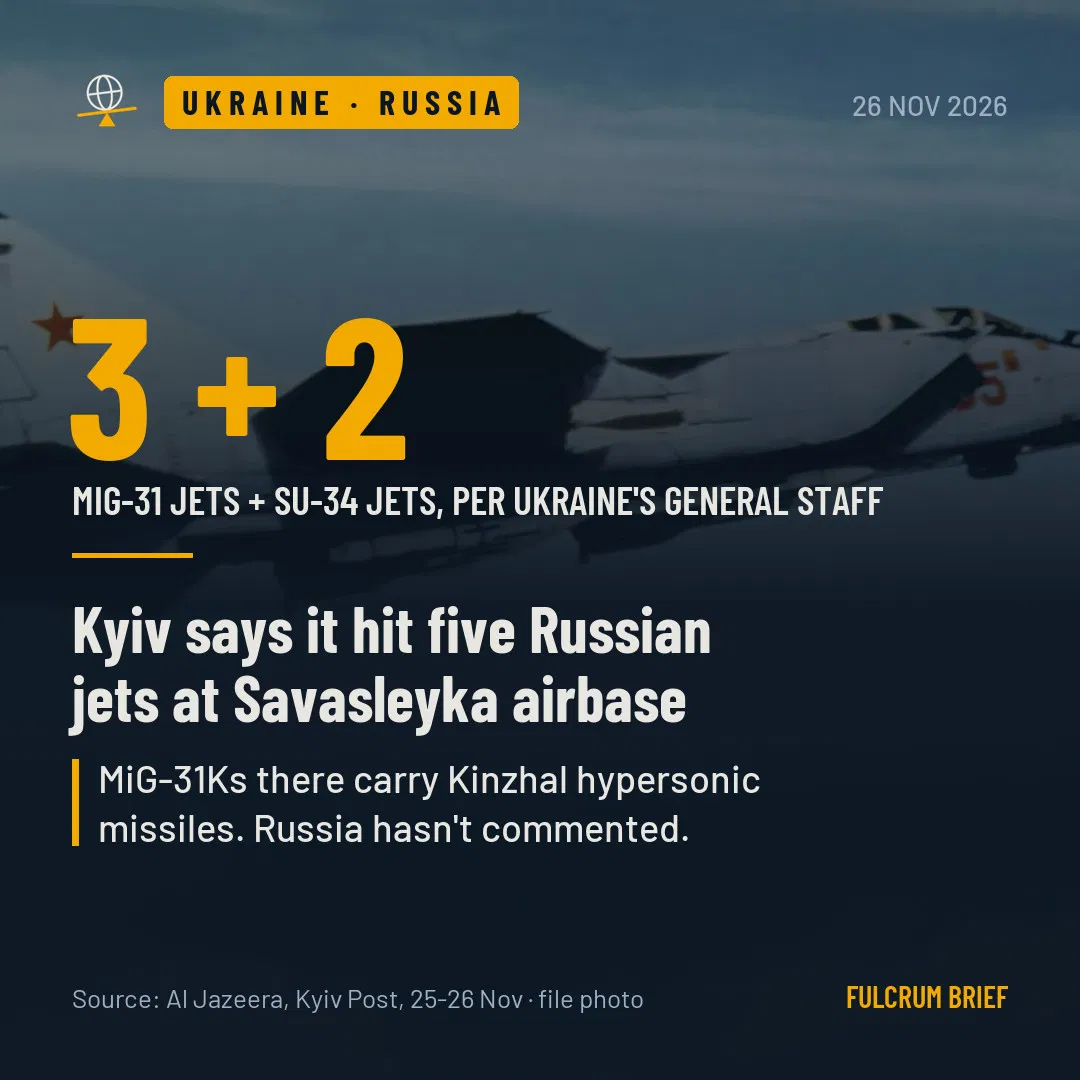 UKRAINE · RUSSIA
26 NOV 2026
3 + 2
MIG-31 JETS + SU-34 JETS, PER UKRAINE'S GENERAL STAFF
Kyiv says it hit five Russian
jets at Savasleyka airbase
MiG-31Ks there carry Kinzhal hypersonic
missiles. Russia hasn't commented.
Source: Al Jazeera, Kyiv Post, 25-26 Nov · file photo
FULCRUM BRIEF